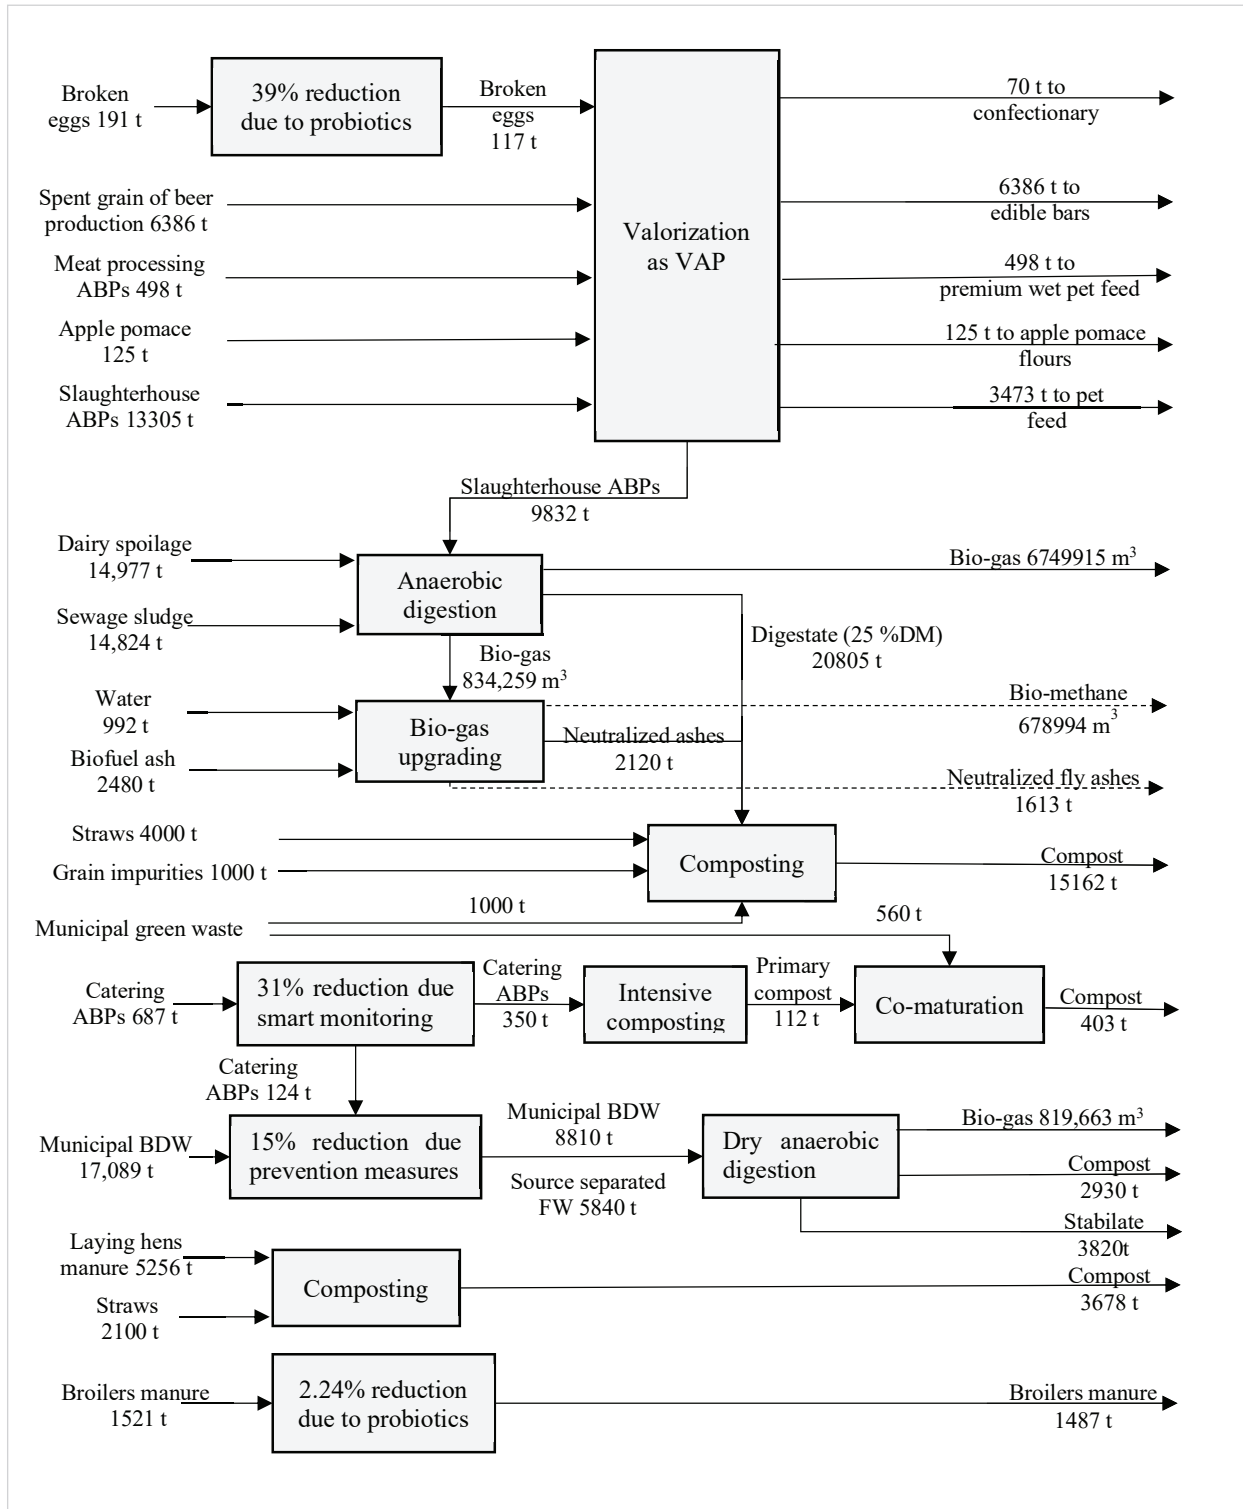 Broken
eggs 191 t
39% reduction
due to probiotics
Broken
eggs
117 t
70 t to
confectionary
Spent grain of beer
production 6386 t
6386 t to
edible bars
Valorization
as VAP
Meat processing
ABPs 498 t
498 t to
premium wet pet feed
Apple pomace
125 t
125 t to apple pomace
flours
Slaughterhouse
ABPs 13305 t
3473 t to pet
feed
Slaughterhouse ABPs
9832 t
Dairy spoilage
14,977 t
Anaerobic
digestion
Bio-gas 6749915 m³
Sewage sludge
14,824 t
Digestate (25 %DM)
20805 t
Bio-gas
834,259 m³
Water
992 t
Bio-gas
upgrading
Bio-methane
678994 m³
Neutralized ashes
2120 t
Biofuel ash
2480 t
Neutralized fly ashes
1613 t
Straws 4000 t
Composting
Compost
15162 t
Grain impurities 1000 t
1000 t
560 t
Municipal green waste
Catering
ABPs 687 t
31% reduction due
smart monitoring
Catering
ABPs
350 t
Intensive
composting
Primary
compost
112 t
Co-maturation
Compost
403 t
Catering
ABPs 124 t
Municipal BDW
17,089 t
15% reduction due
prevention measures
Municipal BDW
8810 t
Source separated
FW 5840 t
Dry anaerobic
digestion
Bio-gas 819,663 m³
Compost
2930 t
Stabilate
3820t
Laying hens
manure 5256 t
Straws
2100 t
Composting
Compost
3678 t
Broilers manure
1521 t
2.24% reduction
due to probiotics
Broilers manure
1487 t